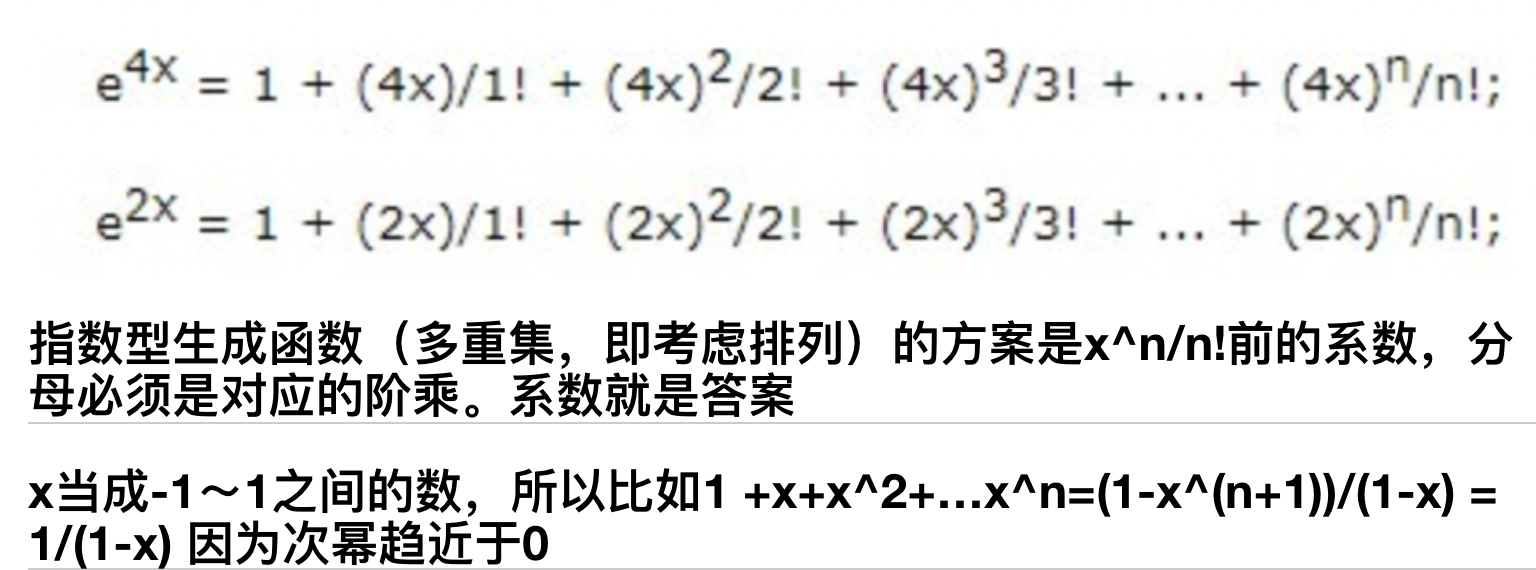 e^4x = 1 + (4x)/1! + (4x)^2/2! + (4x)^3/3! + ... + (4x)^n/n!;
e^2x = 1 + (2x)/1! + (2x)^2/2! + (2x)^3/3! + ... + (2x)^n/n!;
指数型生成函数（多重集，即考虑排列）的方案是x^n/n!前的系数，分
母必须是对应的阶乘。系数就是答案
x当成-1～1之间的数，所以比如1 +x+x^2+...x^n=(1-x^(n+1))/(1-x) =
1/(1-x) 因为次幂趋近于0